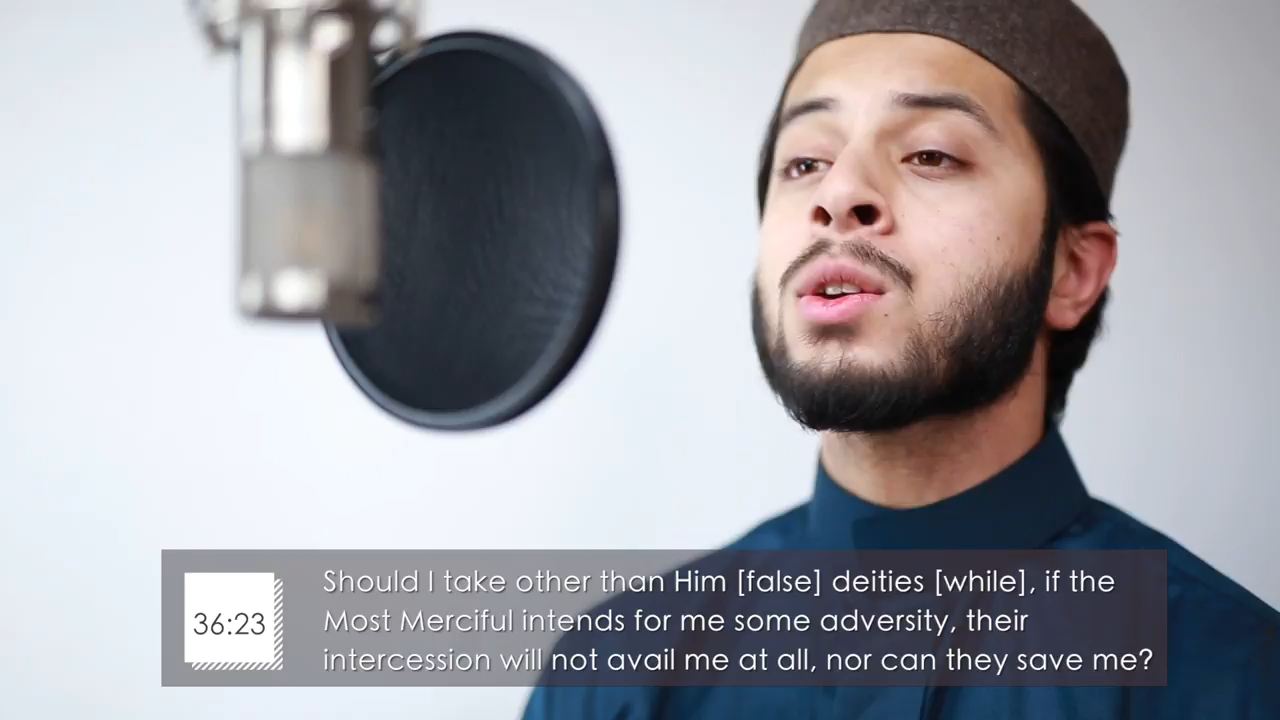 36:23
Should I take other than Him [false] deities [while], if the
Most Merciful intends for me some adversity, their
intercession will not avail me at all, nor can they save me?